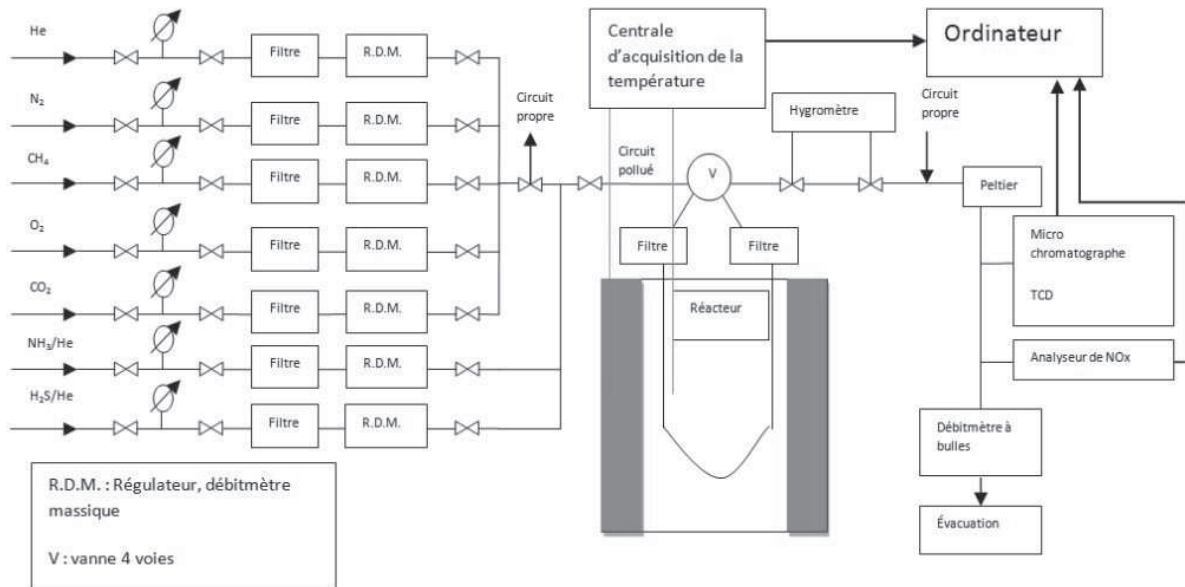 He
Filtre
R.D.M.
N₂
Filtre
R.D.M.
CH₄
Filtre
R.D.M.
O₂
Filtre
R.D.M.
CO₂
Filtre
R.D.M.
NH₃/He
Filtre
R.D.M.
H₂S/He
Filtre
R.D.M.
R.D.M. : Régulateur, débitmètre
massique
V : vanne 4 voies
Circuit
propre
Centrale
d'acquisition de la
température
Circuit
pollué
V
Filtre
Filtre
Réacteur
Hygromètre
Ordinateur
Circuit
propre
Peltier
Micro
chromatographe
TCD
Analyseur de NOx
Débitmètre à
bulles
Évacuation